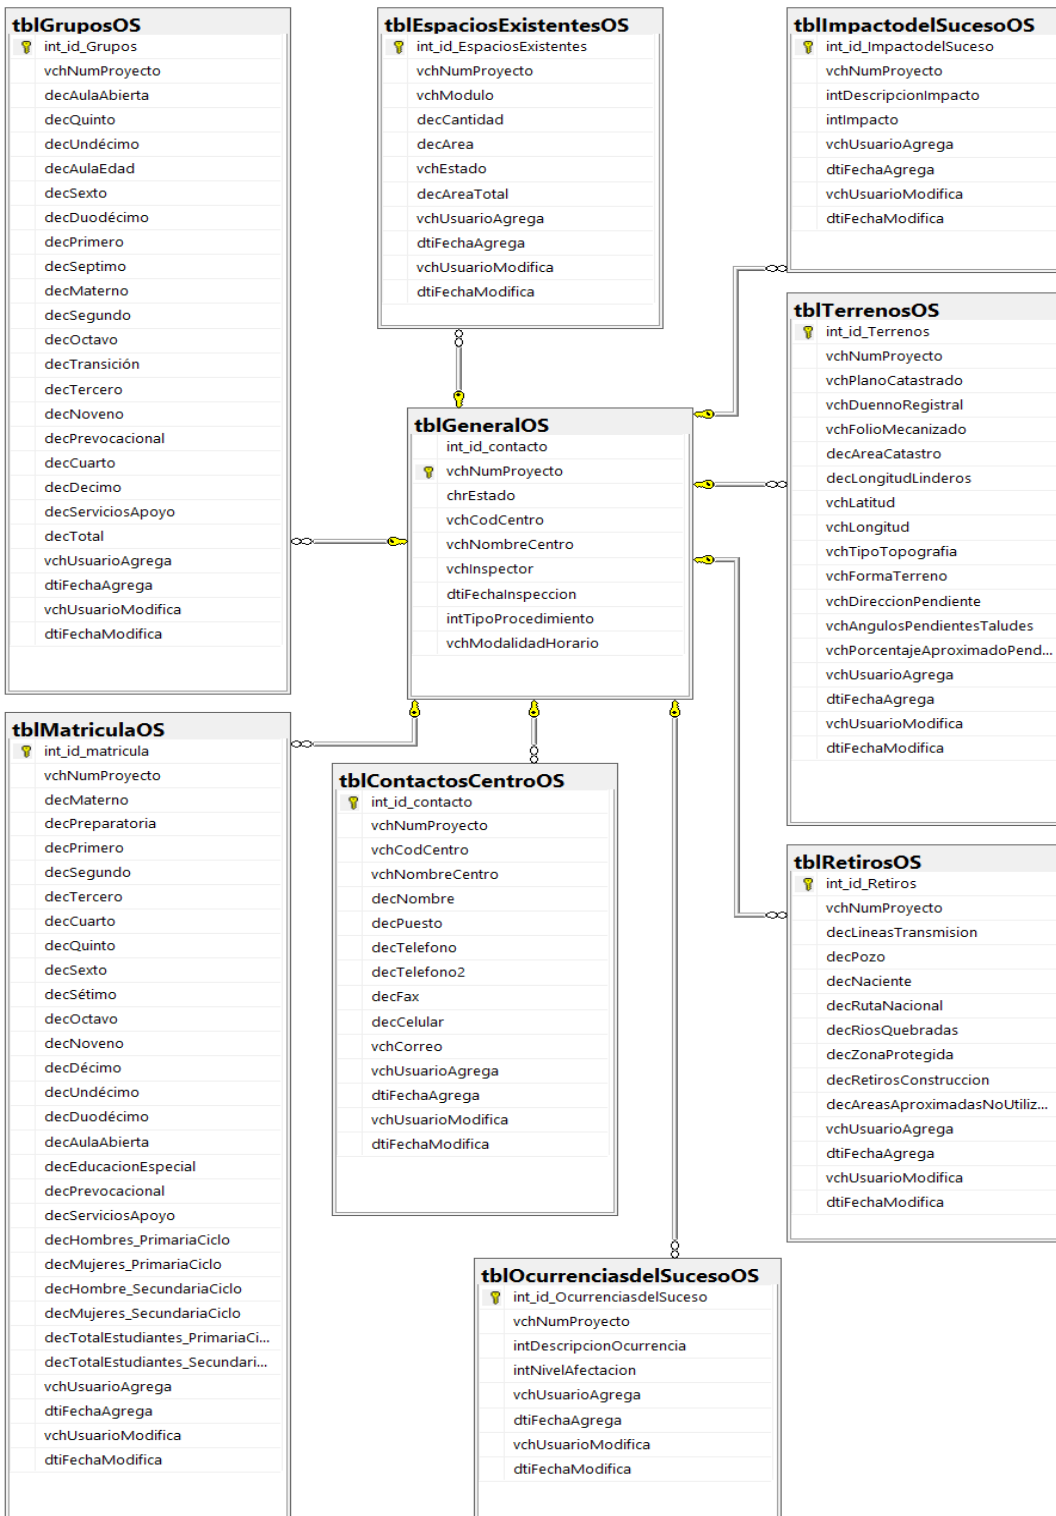 tblGruposOS
int_id_Grupos
vchNumProyecto
decAulaAbierta
decQuinto
decUndécimo
decAulaEdad
decSexto
decDuodécimo
decPrimero
decSeptimo
decMaterno
decSegundo
decOctavo
decTransición
decTercero
decNoveno
decPrevocacional
decCuarto
decDecimo
decServiciosApoyo
decTotal
vchUsuarioAgrega
dtiFechaAgrega
vchUsuarioModifica
dtiFechaModifica
tblEspaciosExistentesOS
int_id_EspaciosExistentes
vchNumProyecto
vchModulo
decCantidad
decArea
vchEstado
decAreaTotal
vchUsuarioAgrega
dtiFechaAgrega
vchUsuarioModifica
dtiFechaModifica
tblImpactodelSucesoOS
int_id_ImpactodelSuceso
vchNumProyecto
intDescripcionImpacto
intImpacto
vchUsuarioAgrega
dtiFechaAgrega
vchUsuarioModifica
dtiFechaModifica
tblGeneralOS
int_id_contacto
vchNumProyecto
chrEstado
vchCodCentro
vchNombreCentro
vchInspector
dtiFechaInspeccion
intTipoProcedimiento
vchModalidadHorario
tblTerrenosOS
int_id_Terrenos
vchNumProyecto
vchPlanoCatastrado
vchDuennoRegistral
vchFolioMecanizado
decAreaCatastro
decLongitudLinderos
vchLatitud
vchLongitud
vchTipoTopografia
vchFormaTerreno
vchDireccionPendiente
vchAngulosPendientesTaludes
vchPorcentajeAproximadoPend...
vchUsuarioAgrega
dtiFechaAgrega
vchUsuarioModifica
dtiFechaModifica
tblMatriculaOS
int_id_matricula
vchNumProyecto
decMaterno
decPreparatoria
decPrimero
decSegundo
decTercero
decCuarto
decQuinto
decSexto
decSétimo
decOctavo
decNoveno
decDécimo
decUndécimo
decDuodécimo
decAulaAbierta
decEducacionEspecial
decPrevocacional
decServiciosApoyo
decHombres_PrimariaCiclo
decMujeres_PrimariaCiclo
decHombre_SecundariaCiclo
decMujeres_SecundariaCiclo
decTotalEstudiantes_PrimariaCi...
decTotalEstudiantes_Secundari...
vchUsuarioAgrega
dtiFechaAgrega
vchUsuarioModifica
dtiFechaModifica
tblContactosCentroOS
int_id_contacto
vchNumProyecto
vchCodCentro
vchNombreCentro
decNombre
decPuesto
decTelefono
decTelefono2
decFax
decCelular
vchCorreo
vchUsuarioAgrega
dtiFechaAgrega
vchUsuarioModifica
dtiFechaModifica
tblRetirosOS
int_id_Retiros
vchNumProyecto
decLineasTransmision
decPozo
decNaciente
decRutaNacional
decRiosQuebradas
decZonaProtegida
decRetirosConstruccion
decAreasAproximadasNoUtiliz...
vchUsuarioAgrega
dtiFechaAgrega
vchUsuarioModifica
dtiFechaModifica
tblOcurrenciasdelSucesoOS
int_id_OcurrenciasdelSuceso
vchNumProyecto
intDescripcionOcurrencia
intNivelAfectacion
vchUsuarioAgrega
dtiFechaAgrega
vchUsuarioModifica
dtiFechaModifica